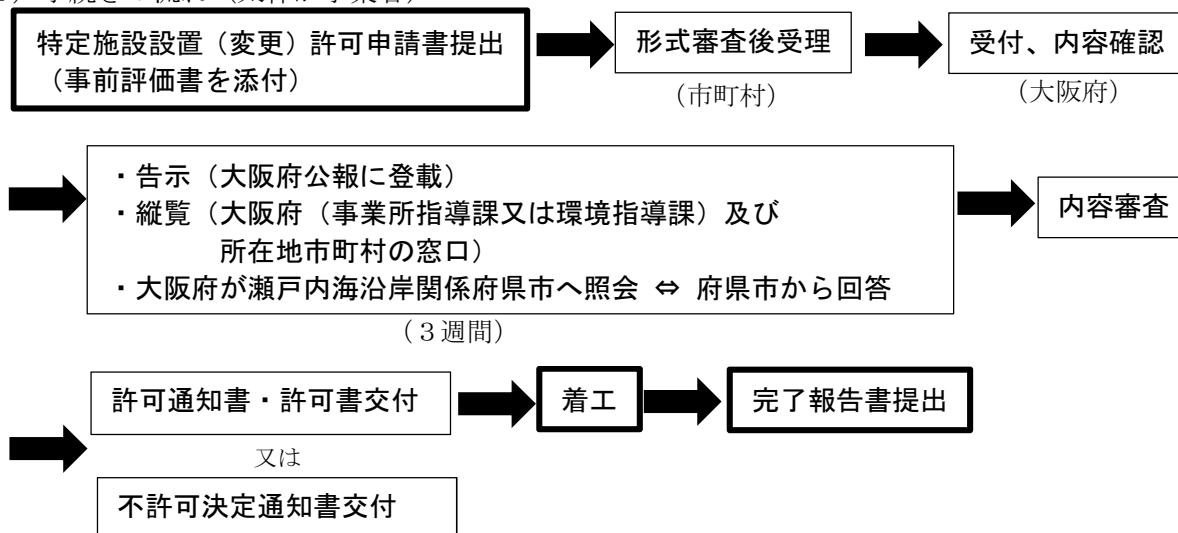 特定施設設置（変更）許可申請書提出
（事前評価書を添付）
形式審査後受理
（市町村）
受付、内容確認
（大阪府）
・告示（大阪府公報に登載）
・縦覧（大阪府（事業所指導課又は環境指導課）及び
所在地市町村の窓口）
・大阪府が瀬戸内海沿岸関係府県市へ照会 ⇔ 府県市から回答
（３週間）
内容審査
許可通知書・許可書交付
又は
不許可決定通知書交付
着工
完了報告書提出